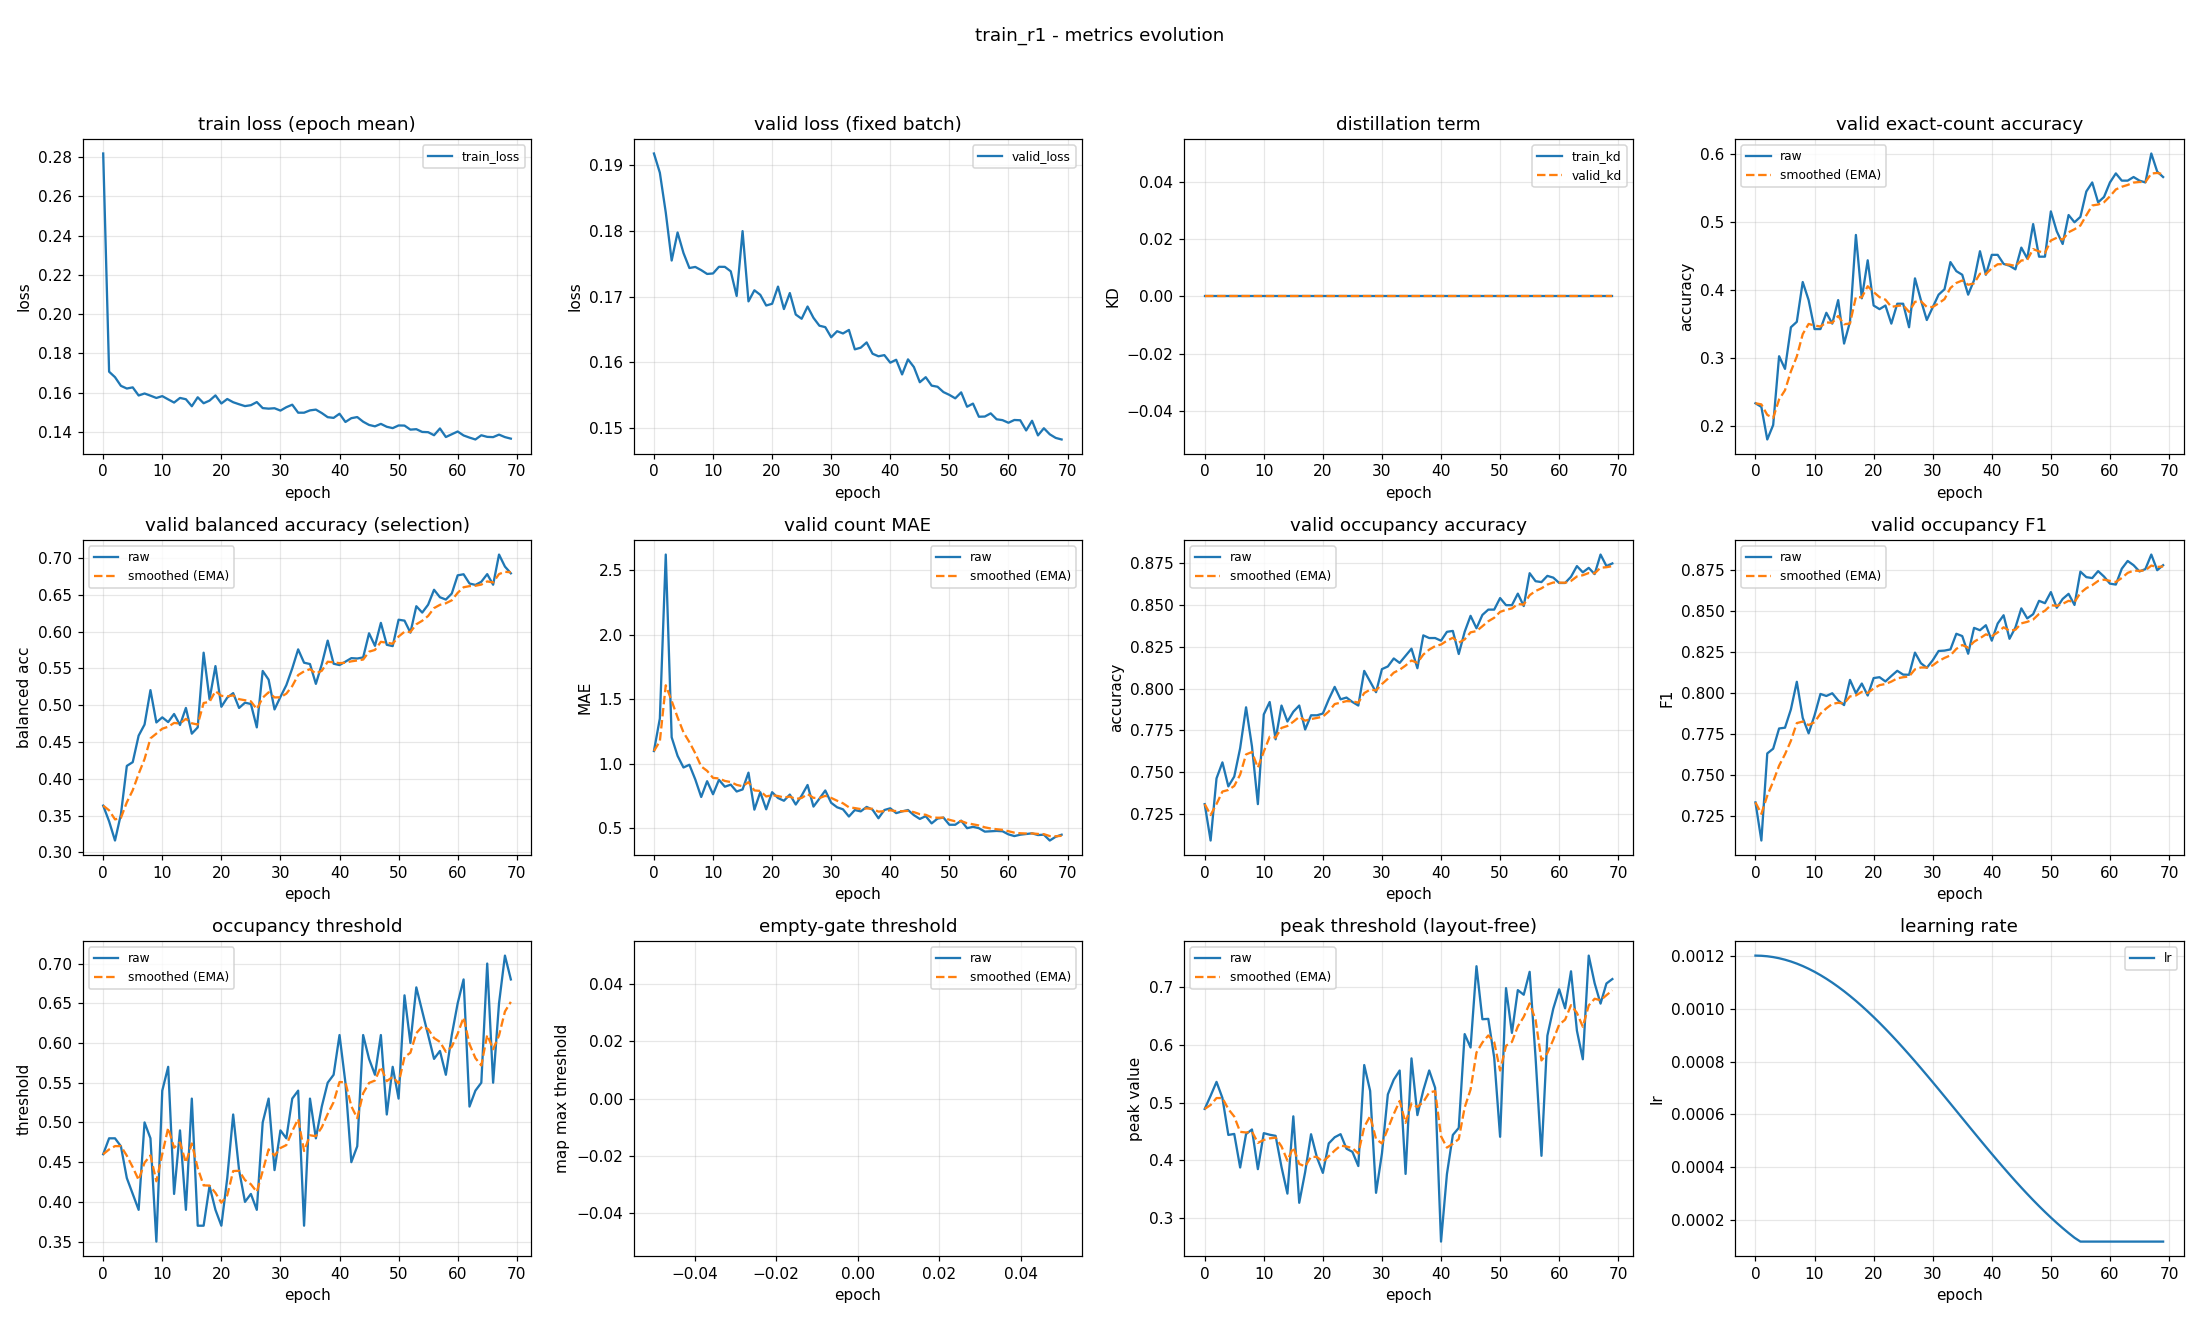 train_r1 - metrics evolution
train loss (epoch mean)
train_loss
0.28
0.26
0.24
0.22
0.20
0.18
0.16
0.14
loss
0 10 20 30 40 50 60 70
epoch
valid loss (fixed batch)
valid_loss
0.19
0.18
0.17
0.16
0.15
loss
0 10 20 30 40 50 60 70
epoch
distillation term
train_kd
valid_kd
0.04
0.02
0.00
−0.02
−0.04
KD
0 10 20 30 40 50 60 70
epoch
valid exact-count accuracy
raw
smoothed (EMA)
0.6
0.5
0.4
0.3
0.2
accuracy
0 10 20 30 40 50 60 70
epoch
valid balanced accuracy (selection)
raw
smoothed (EMA)
0.70
0.65
0.60
0.55
0.50
0.45
0.40
0.35
0.30
balanced acc
0 10 20 30 40 50 60 70
epoch
valid count MAE
raw
smoothed (EMA)
2.5
2.0
1.5
1.0
0.5
MAE
0 10 20 30 40 50 60 70
epoch
valid occupancy accuracy
raw
smoothed (EMA)
0.875
0.850
0.825
0.800
0.775
0.750
0.725
accuracy
0 10 20 30 40 50 60 70
epoch
valid occupancy F1
raw
smoothed (EMA)
0.875
0.850
0.825
0.800
0.775
0.750
0.725
F1
0 10 20 30 40 50 60 70
epoch
occupancy threshold
raw
smoothed (EMA)
0.70
0.65
0.60
0.55
0.50
0.45
0.40
0.35
threshold
0 10 20 30 40 50 60 70
epoch
empty-gate threshold
raw
smoothed (EMA)
0.04
0.02
0.00
−0.02
−0.04
map max threshold
−0.04 −0.02 0.00 0.02 0.04
epoch
peak threshold (layout-free)
raw
smoothed (EMA)
0.7
0.6
0.5
0.4
0.3
peak value
0 10 20 30 40 50 60 70
epoch
learning rate
lr
0.0012
0.0010
0.0008
0.0006
0.0004
0.0002
lr
0 10 20 30 40 50 60 70
epoch